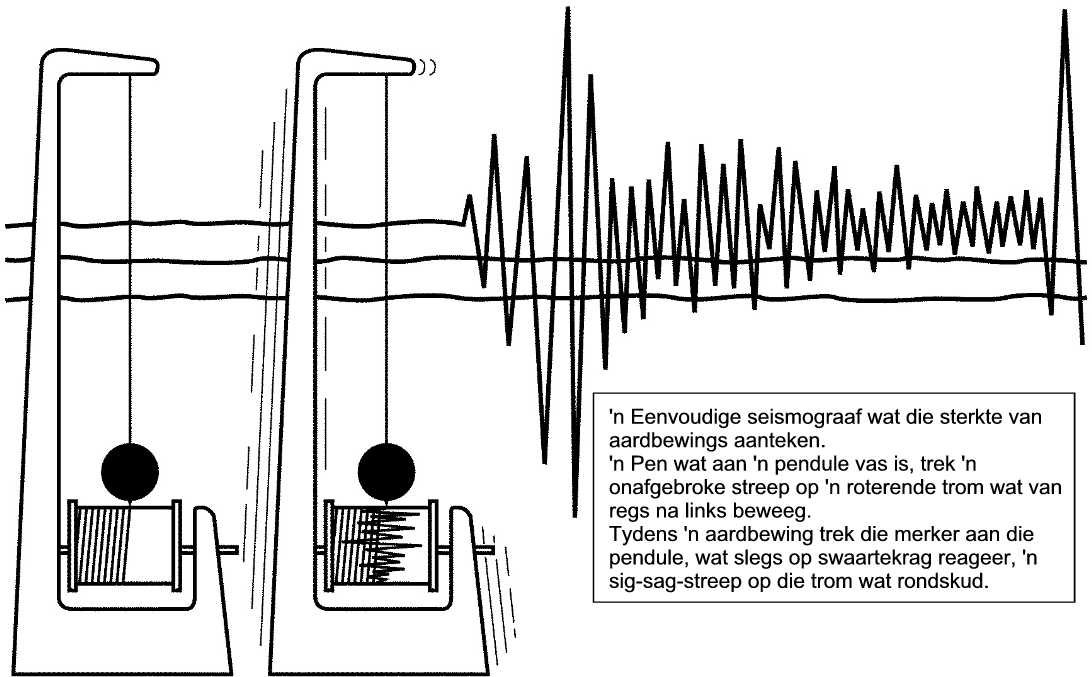 'n Eenvoudige seismograaf wat die sterkte van
aardbewings aanteken.
'n Pen wat aan 'n pendule vas is, trek 'n
onafgebroke streep op 'n roterende trom wat van
regs na links beweeg.
Tydens 'n aardbewing trek die merker aan die
pendule, wat slegs op swaartekrag reageer, 'n
sig-sag-streep op die trom wat rondskud.